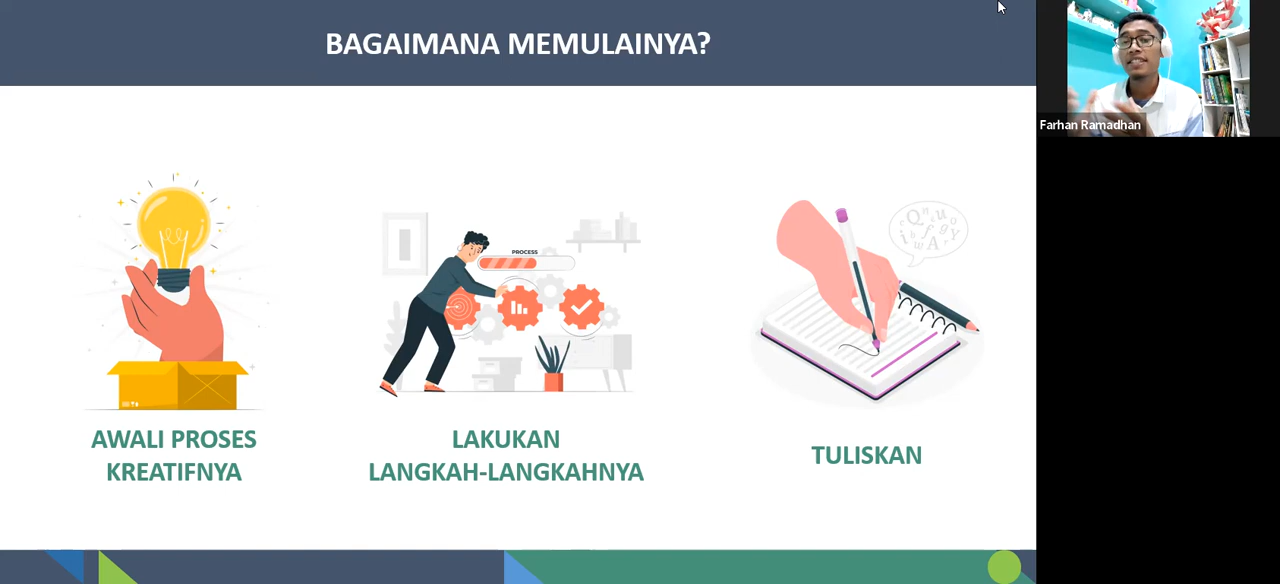 BAGAIMANA MEMULAINYA?
Farhan Ramadhan
PROCESS
AWALI PROSES
KREATIFNYA
LAKUKAN
LANGKAH-LANGKAHNYA
TULISKAN